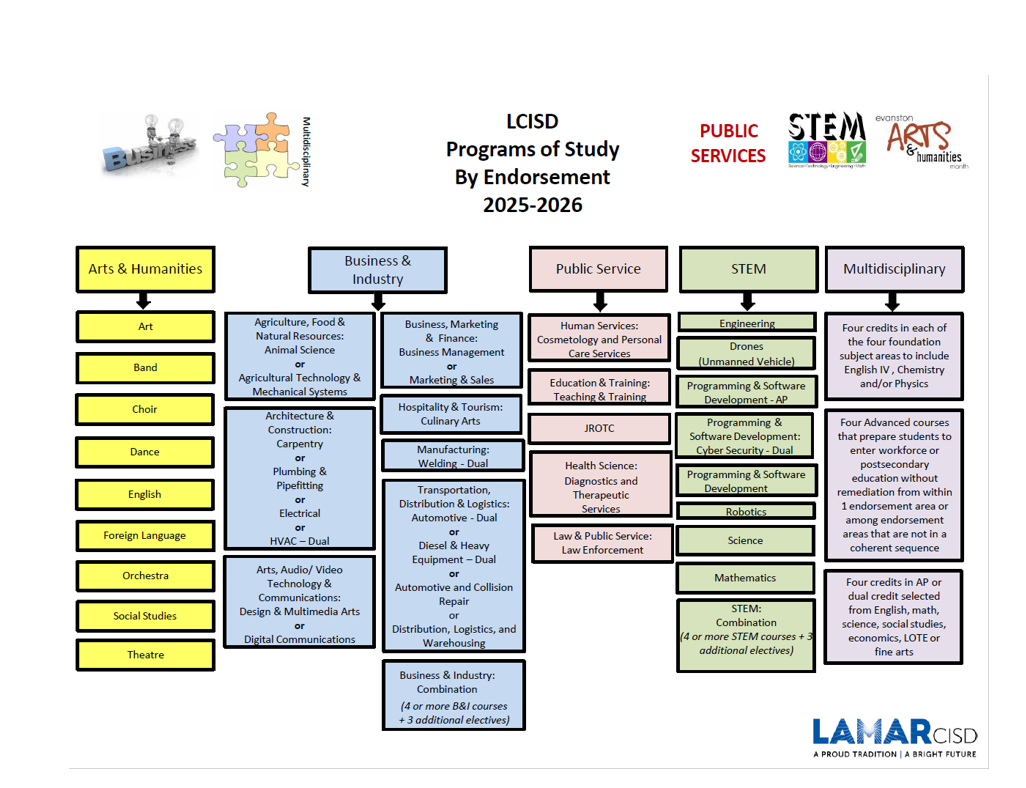 Business
Multidisciplinary
LCISD
Programs of Study
By Endorsement
2025-2026
PUBLIC
SERVICES
STEM
Science•Technology•Engineering•Math
evanston
ARTS
& humanities
month
Arts & Humanities
Art
Band
Choir
Dance
English
Foreign Language
Orchestra
Social Studies
Theatre
Business &
Industry
Agriculture, Food &
Natural Resources:
Animal Science
or
Agricultural Technology &
Mechanical Systems
Architecture &
Construction:
Carpentry
or
Plumbing &
Pipefitting
or
Electrical
or
HVAC – Dual
Arts, Audio/ Video
Technology &
Communications:
Design & Multimedia Arts
or
Digital Communications
Business, Marketing
& Finance:
Business Management
or
Marketing & Sales
Hospitality & Tourism:
Culinary Arts
Manufacturing:
Welding - Dual
Transportation,
Distribution & Logistics:
Automotive - Dual
or
Diesel & Heavy
Equipment – Dual
or
Automotive and Collision
Repair
or
Distribution, Logistics, and
Warehousing
Business & Industry:
Combination
(4 or more B&I courses
+ 3 additional electives)
Public Service
Human Services:
Cosmetology and Personal
Care Services
Education & Training:
Teaching & Training
JROTC
Health Science:
Diagnostics and
Therapeutic
Services
Law & Public Service:
Law Enforcement
STEM
Engineering
Drones
(Unmanned Vehicle)
Programming & Software
Development - AP
Programming &
Software Development:
Cyber Security - Dual
Programming & Software
Development
Robotics
Science
Mathematics
STEM:
Combination
(4 or more STEM courses + 3
additional electives)
Multidisciplinary
Four credits in each of
the four foundation
subject areas to include
English IV , Chemistry
and/or Physics
Four Advanced courses
that prepare students to
enter workforce or
postsecondary
education without
remediation from within
1 endorsement area or
among endorsement
areas that are not in a
coherent sequence
Four credits in AP or
dual credit selected
from English, math,
science, social studies,
economics, LOTE or
fine arts
LAMAR CISD
A PROUD TRADITION | A BRIGHT FUTURE